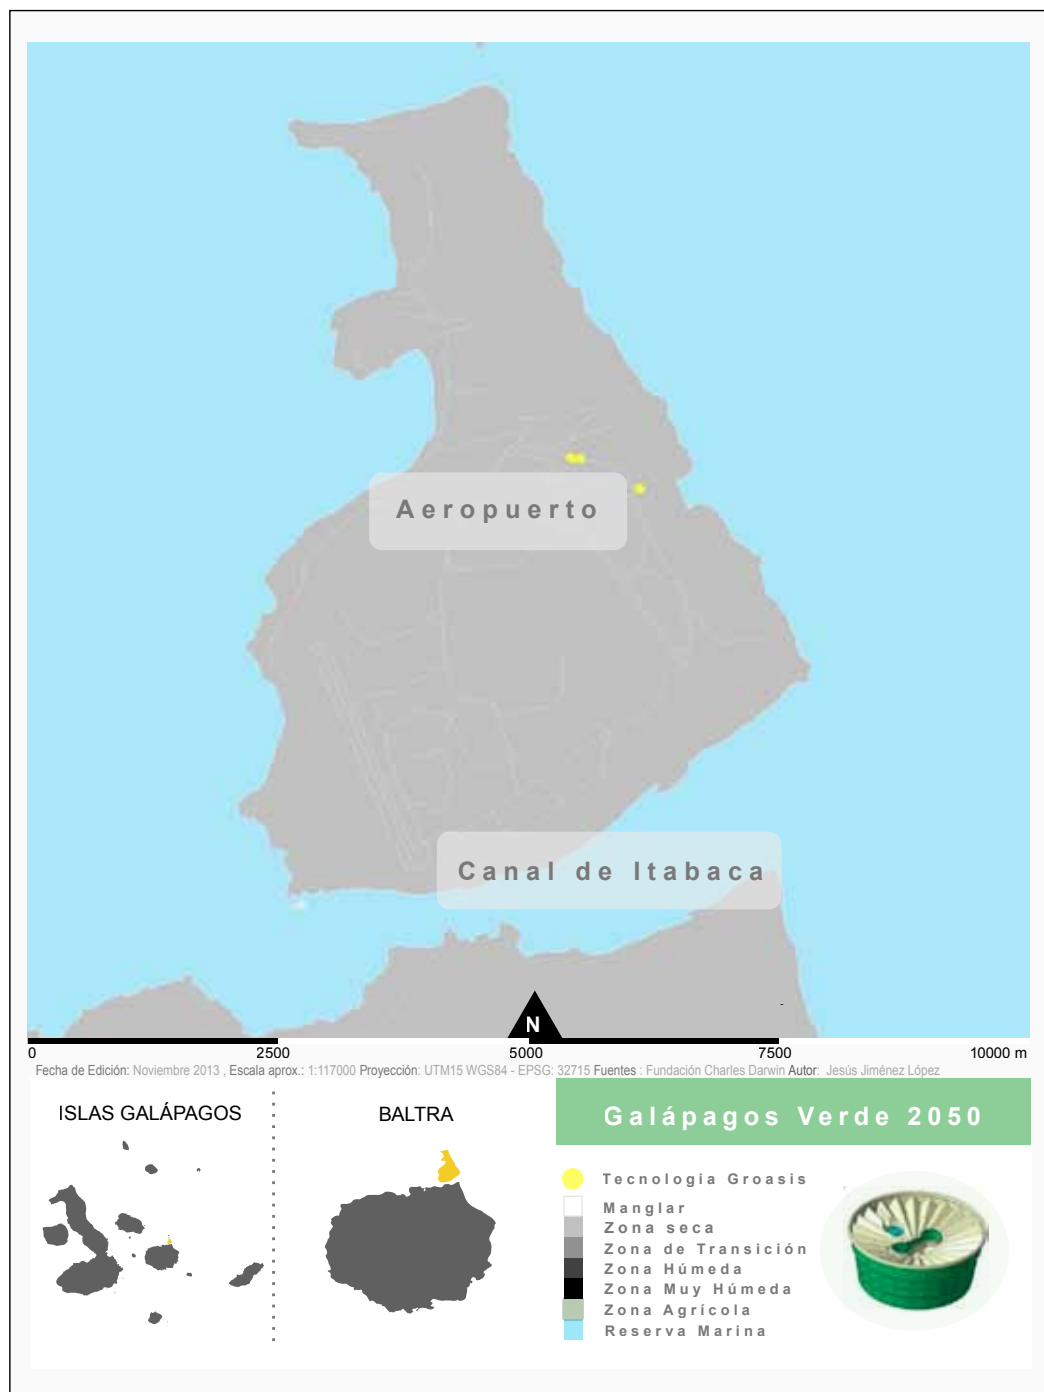 Aeropuerto
Canal de Itabaca
N
0 2500 5000 7500 10000 m
Fecha de Edición: Noviembre 2013 , Escala aprox.: 1:117000 Proyección: UTM15 WGS84 - EPSG: 32715 Fuentes : Fundación Charles Darwin Autor: Jesús Jiménez López
ISLAS GALÁPAGOS
BALTRA
Galápagos Verde 2050
Tecnologia Groasis
Manglar
Zona seca
Zona de Transición
Zona Húmeda
Zona Muy Húmeda
Zona Agrícola
Reserva Marina